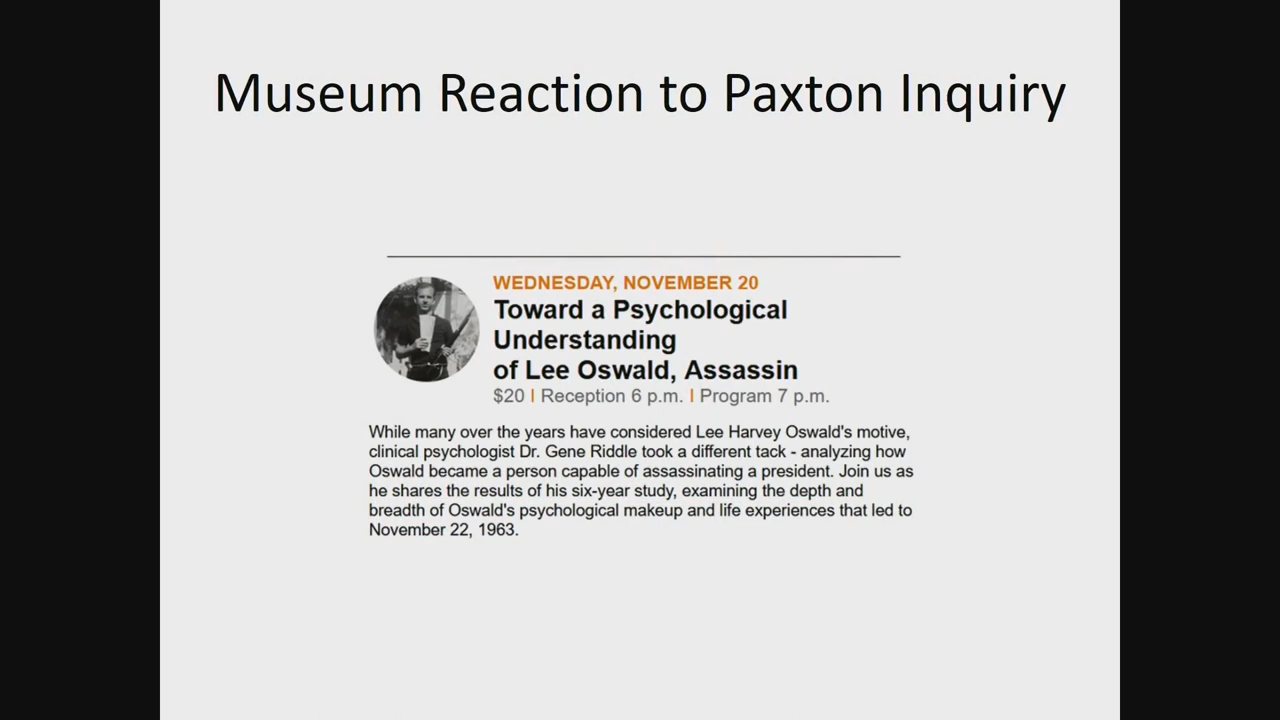 Museum Reaction to Paxton Inquiry
WEDNESDAY, NOVEMBER 20
Toward a Psychological
Understanding
of Lee Oswald, Assassin
$20 I Reception 6 p.m. I Program 7 p.m.
While many over the years have considered Lee Harvey Oswald's motive,
clinical psychologist Dr. Gene Riddle took a different tack - analyzing how
Oswald became a person capable of assassinating a president. Join us as
he shares the results of his six-year study, examining the depth and
breadth of Oswald's psychological makeup and life experiences that led to
November 22, 1963.